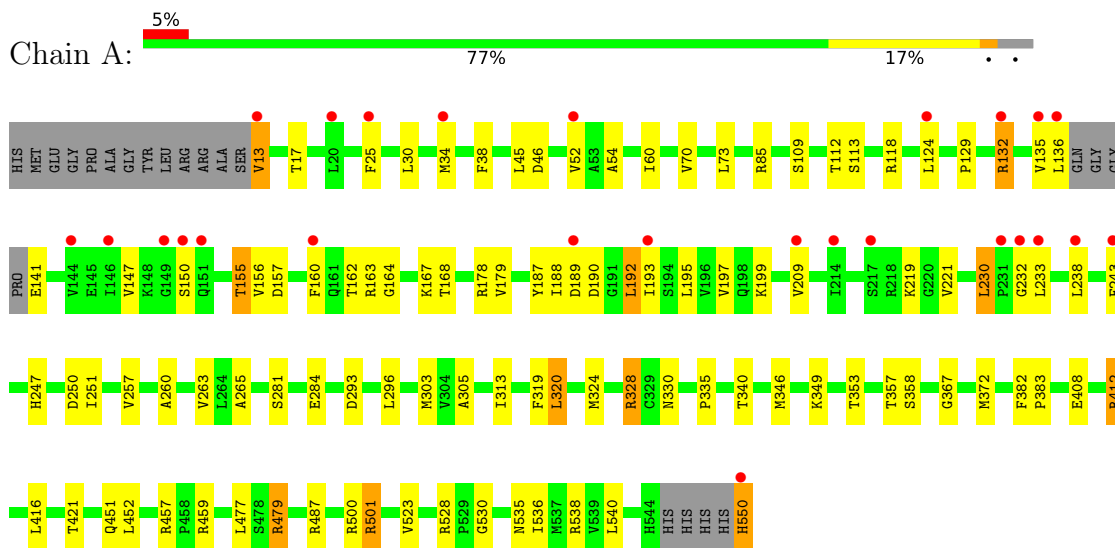 5%
Chain A:
77% 17% • •
HIS MET GLU GLY PRO ALA GLY TYR LEU ARG ARG ALA SER V13 T17 L20 F25 L30 M34 F38 L45 D46 V52 A53 A54 I60 V70 L73 R85 S109 T112 S113 R118 L124 P129 R132 V135 L136 GLN GLY GLY
PRO E141 V144 E145 I146 V147 K148 G149 S150 Q151 T155 V156 D157 F160 Q161 T162 R163 G164 K167 T168 R178 V179 Y187 I188 D189 D190 G191 L192 I193 S194 L195 V196 V197 Q198 K199 V209 I214 S217 R218 K219 G220 V221 L230 P231 G232 L233 L238 E243
H247 D250 I251 V257 A260 V263 L264 A265 S281 E284 D293 L296 M303 V304 A305 I313 F319 L320 M324 R328 C329 N330 P335 T340 M346 K349 T353 T357 S358 G367 M372 F382 P383 E408 R412
L416 T421 Q451 L452 R457 P458 R459 L477 S478 R479 R487 R500 R501 V523 R528 P529 G530 N535 I536 M537 R538 V539 L540 H544 HIS HIS HIS HIS H550